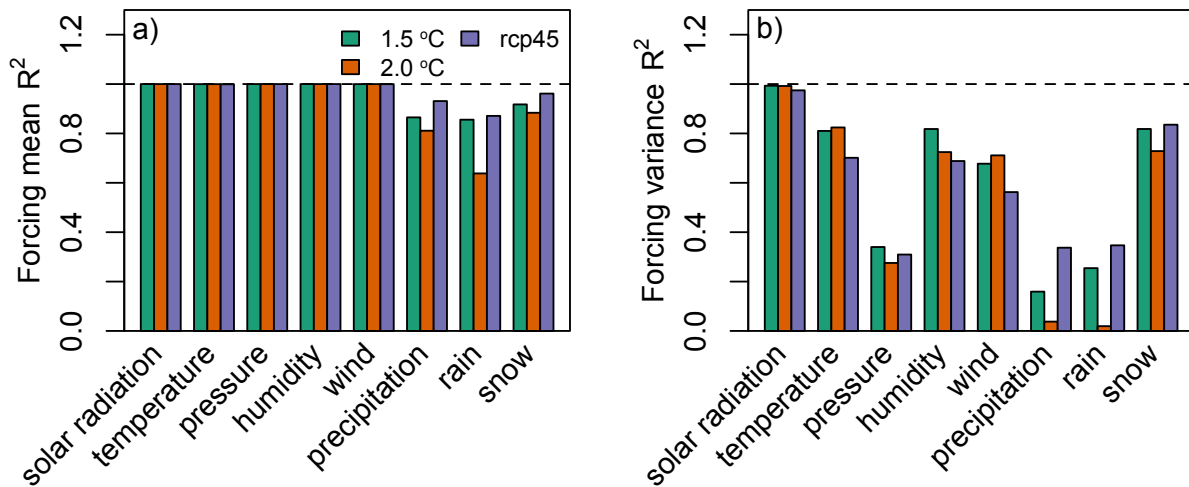 a)
1.5 °C
rcp45
2.0 °C
Forcing mean R²
0.0
0.4
0.8
1.2
solar radiation
temperature
pressure
humidity
wind
precipitation
rain
snow
b)
Forcing variance R²
0.0
0.4
0.8
1.2
solar radiation
temperature
pressure
humidity
wind
precipitation
rain
snow